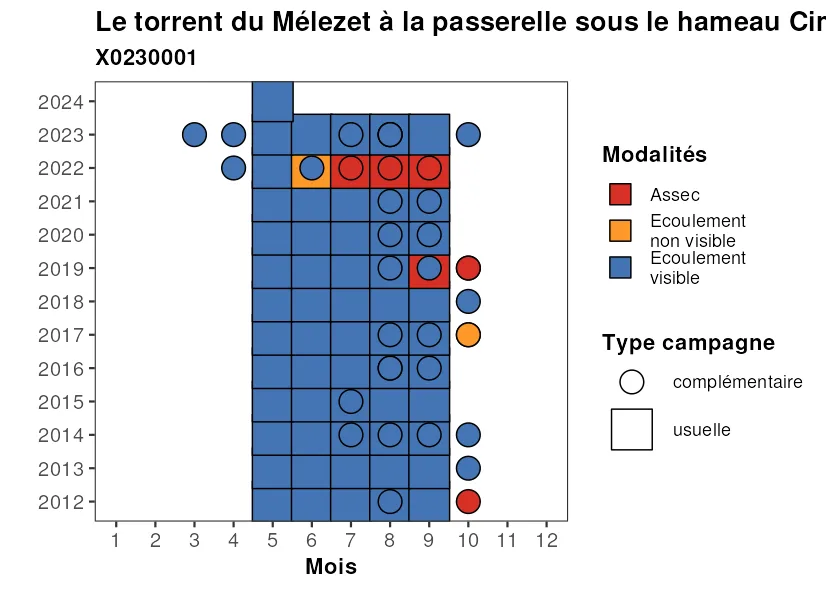 Le torrent du Mélezet à la passerelle sous le hameau Cir
X0230001
2024
2023
2022
2021
2020
2019
2018
2017
2016
2015
2014
2013
2012
1 2 3 4 5 6 7 8 9 10 11 12
Mois
Modalités
Assec
Ecoulement
non visible
Ecoulement
visible
Type campagne
complémentaire
usuelle